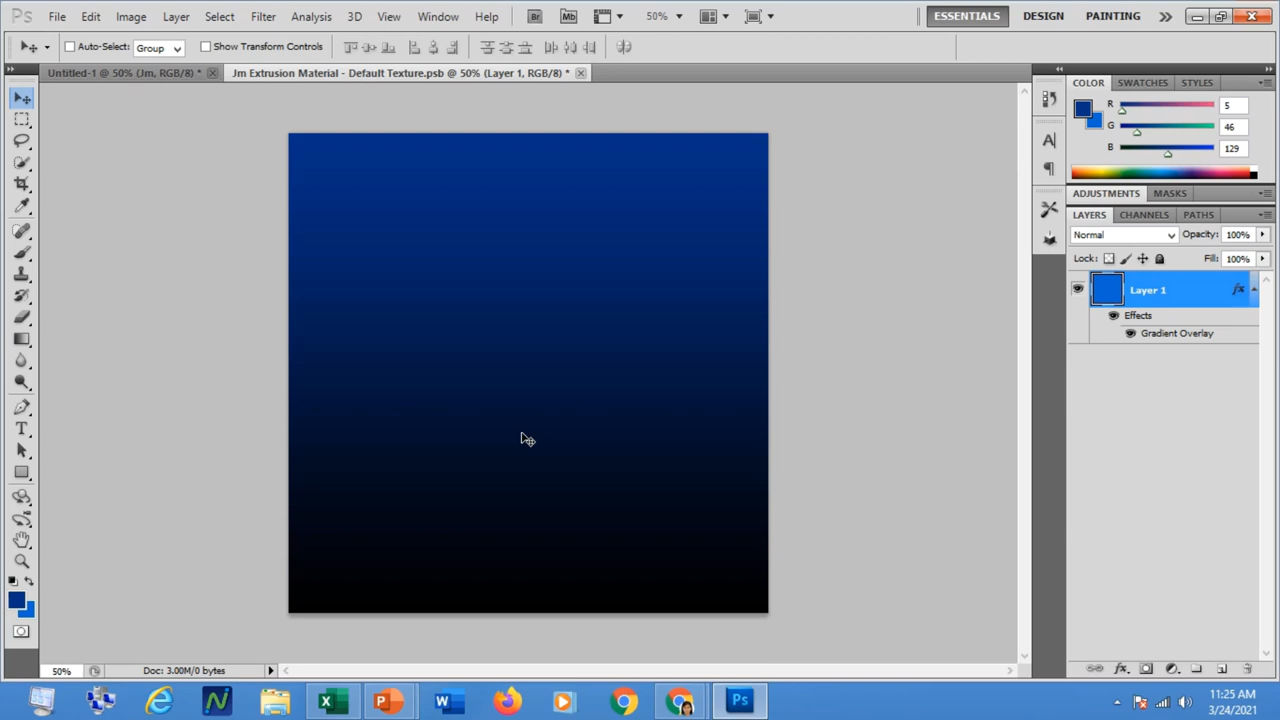 Ps File Edit Image Layer Select Filter Analysis 3D View Window Help Br Mb 50% ESSENTIALS DESIGN PAINTING
Auto-Select: Group Show Transform Controls
Untitled-1 @ 50% (Jm, RGB/8) * Jm Extrusion Material - Default Texture.psb @ 50% (Layer 1, RGB/8) *
COLOR SWATCHES STYLES
R 5
G 46
B 129
ADJUSTMENTS MASKS
LAYERS CHANNELS PATHS
Normal Opacity: 100%
Lock: Fill: 100%
Layer 1 fx
Effects
Gradient Overlay
50% Doc: 3.00M/0 bytes
fx
11:25 AM
3/24/2021